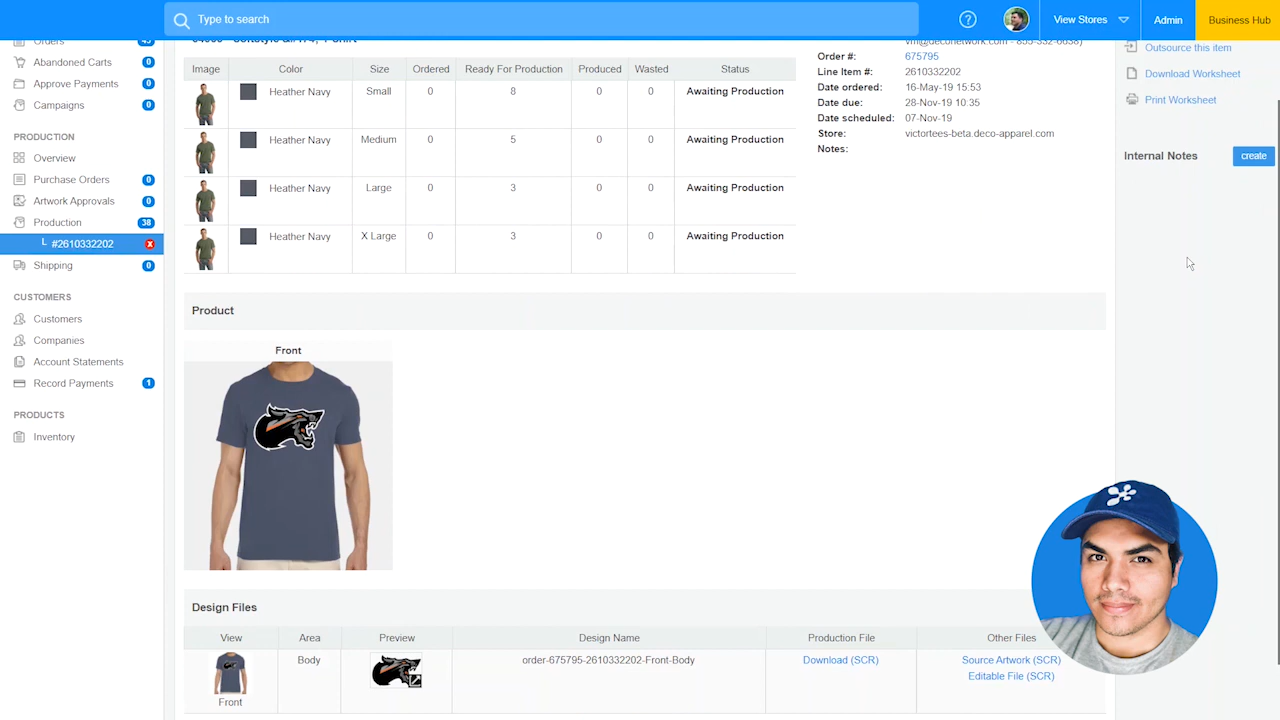 Type to search
?
View Stores
Admin
Business Hub
Orders
Abandoned Carts 0
Approve Payments 0
Campaigns 0
PRODUCTION
Overview
Purchase Orders 0
Artwork Approvals 0
Production 38
#2610332202 x
Shipping 0
CUSTOMERS
Customers
Companies
Account Statements
Record Payments 1
PRODUCTS
Inventory
Image Color Size Ordered Ready For Production Produced Wasted Status
Heather Navy Small 0 8 0 0 Awaiting Production
Heather Navy Medium 0 5 0 0 Awaiting Production
Heather Navy Large 0 3 0 0 Awaiting Production
Heather Navy X Large 0 3 0 0 Awaiting Production
Order #: 675795
Line Item #: 2610332202
Date ordered: 16-May-19 15:53
Date due: 28-Nov-19 10:35
Date scheduled: 07-Nov-19
Store: victortees-beta.deco-apparel.com
Notes:
Outsource this item
Download Worksheet
Print Worksheet
Internal Notes create
Product
Front
Design Files
View Area Preview Design Name Production File Other Files
Body order-675795-2610332202-Front-Body Download (SCR) Source Artwork (SCR)
Editable File (SCR)
Front